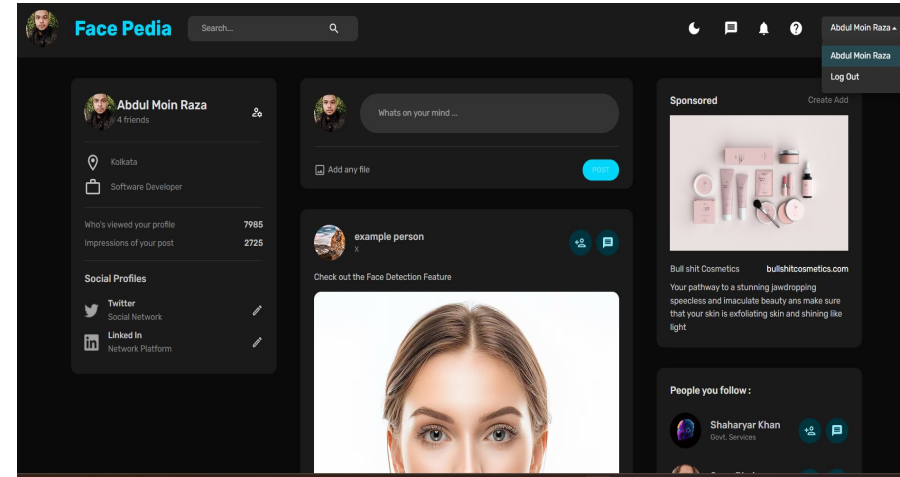 Face Pedia
Search...
Abdul Moin Raza
Abdul Moin Raza
Log Out
Abdul Moin Raza
4 friends
Kolkata
Software Developer
Who's viewed your profile 7985
Impressions of your post 2725
Social Profiles
Twitter
Social Network
Linked In
Network Platform
Whats on your mind ...
Add any file
POST
example person
X
Check out the Face Detection Feature
Sponsored Create Add
Bull shit Cosmetics bullshitcosmetics.com
Your pathway to a stunning jawdropping
speecless and imaculate beauty ans make sure
that your skin is exfoliating skin and shining like
light
People you follow :
Shaharyar Khan
Govt. Services